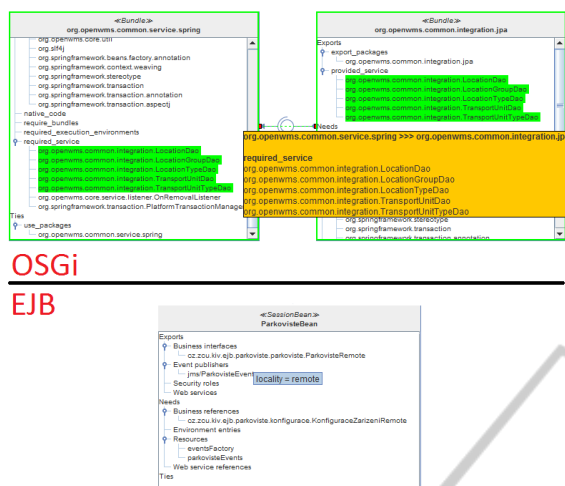 «Bundle»
org.openwms.common.service.spring
org.openwms.core.util
org.slf4j
org.springframework.beans.factory.annotation
org.springframework.context.weaving
org.springframework.stereotype
org.springframework.transaction
org.springframework.transaction.annotation
org.springframework.transaction.aspectj
native_code
require_bundles
required_execution_environments
required_service
org.openwms.common.integration.LocationDao
org.openwms.common.integration.LocationGroupDao
org.openwms.common.integration.LocationTypeDao
org.openwms.common.integration.TransportUnitDao
org.openwms.common.integration.TransportUnitTypeDao
org.openwms.core.service.listener.OnRemovalListener
org.springframework.transaction.PlatformTransactionManager
Ties
use_packages
org.openwms.common.service.spring
«Bundle»
org.openwms.common.integration.jpa
Exports
export_packages
org.openwms.common.integration.jpa
provided_service
org.openwms.common.integration.LocationDao
org.openwms.common.integration.LocationGroupDao
org.openwms.common.integration.LocationTypeDao
org.openwms.common.integration.TransportUnitDao
org.openwms.common.integration.TransportUnitTypeDao
Needs
org.openwms.common.service.spring >>> org.openwms.common.integration.jp
required_service
org.openwms.common.integration.LocationDao
org.openwms.common.integration.LocationGroupDao
org.openwms.common.integration.LocationTypeDao
org.openwms.common.integration.TransportUnitDao
org.openwms.common.integration.TransportUnitTypeDao
org.springframework.stereotype
org.springframework.transaction
org.springframework.transaction.annotation
OSGi
EJB
«SessionBean»
ParkovisteBean
Exports
Business interfaces
cz.zcu.kiv.ejb.parkoviste.parkoviste.ParkovisteRemote
Event publishers
jms/ParkovisteEvent
locality = remote
Security roles
Web services
Needs
Business references
cz.zcu.kiv.ejb.parkoviste.konfigurace.KonfiguraceZarizeniRemote
Environment entries
Resources
eventsFactory
parkovisteEvents
Web service references
Ties